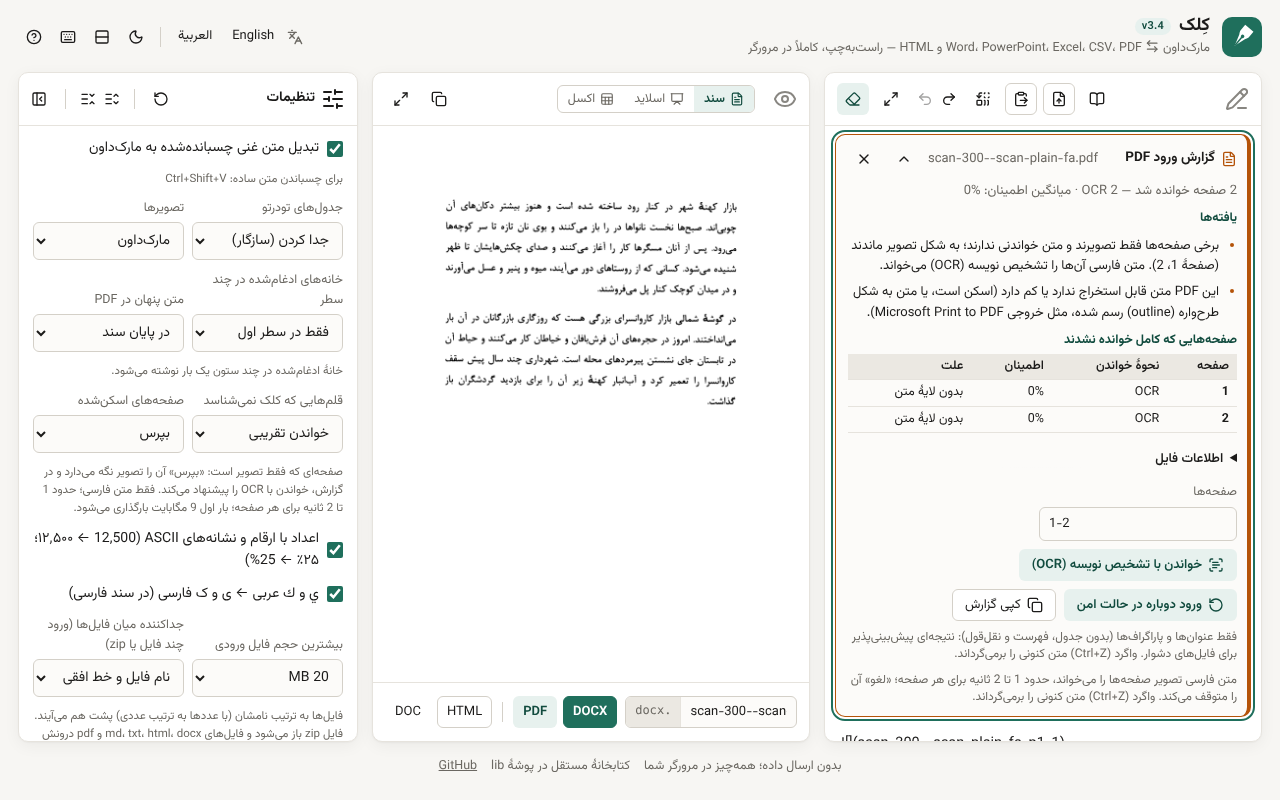 کِلک v3.4
مارک‌داون ⇆ Word، PowerPoint، Excel، CSV، PDF و HTML — راست‌به‌چپ، کاملاً در مرورگر
English
العربية
گزارش ورود PDF
scan-300--scan-plain-fa.pdf
2 صفحه خوانده شد — OCR 2 · میانگین اطمینان: 0%
یافته‌ها
برخی صفحه‌ها فقط تصویرند و متن خواندنی ندارند؛ به شکل تصویر ماندند
(صفحهٔ 1، 2). متن فارسی آن‌ها را تشخیص نویسه (OCR) می‌خواند.
این PDF متن قابل استخراج ندارد یا کم دارد (اسکن است، یا متن به شکل
طرح‌واره (outline) رسم شده، مثل خروجی Microsoft Print to PDF).
صفحه‌هایی که کامل خوانده نشدند
صفحه نحوهٔ خواندن اطمینان علت
1 OCR 0% بدون لایهٔ متن
2 OCR 0% بدون لایهٔ متن
اطلاعات فایل
صفحه‌ها
1-2
خواندن با تشخیص نویسه (OCR)
ورود دوباره در حالت امن
کپی گزارش
فقط عنوان‌ها و پاراگراف‌ها (بدون جدول، فهرست و نقل‌قول): نتیجه‌ای پیش‌بینی‌پذیر
برای فایل‌های دشوار. واگرد (Ctrl+Z) متن کنونی را برمی‌گرداند.
متن فارسی تصویر صفحه‌ها را می‌خواند، حدود 1 تا 2 ثانیه برای هر صفحه؛ «لغو» آن
را متوقف می‌کند. واگرد (Ctrl+Z) متن کنونی را برمی‌گرداند.
سند
اسلاید
اکسل
بازار کهنهٔ شهر در کنار رود ساخته شده است و هنوز بیشتر دکان‌های آن
چوبی‌اند. صبح‌ها نخست نانواها در را باز می‌کنند و بوی نان تازه تا سر کوچه‌ها
می‌رود. پس از آنان مسگرها کار را آغاز می‌کنند و صدای چکش‌هایشان تا ظهر
شنیده می‌شود. کسانی که از روستاهای دور می‌آیند، میوه و پنیر و عسل می‌آورند
و در میدان کوچک کنار پل می‌فروشند.
در گوشهٔ شمالی بازار کاروانسرای بزرگی هست که روزگاری بازرگانان در آن بار
می‌انداختند. امروز در حجره‌های آن فرش‌بافان و خیاطان کار می‌کنند و حیاط آن
در تابستان جای نشستن پیرمردهای محله است. شهرداری چند سال پیش سقف
کاروانسرا را تعمیر کرد و آب‌انبار کهنهٔ زیر آن را برای بازدید گردشگران باز
گذاشت.
scan-300--scan .docx
DOCX
PDF
HTML
DOC
تنظیمات
تبدیل متن غنی چسبانده‌شده به مارک‌داون
برای چسباندن متن ساده: Ctrl+Shift+V
جدول‌های تودرتو
تصویرها
جدا کردن (سازگار)
مارک‌داون
خانه‌های ادغام‌شده در چند
سطر
متن پنهان در PDF
فقط در سطر اول
در پایان سند
خانهٔ ادغام‌شده در چند ستون یک بار نوشته می‌شود.
قلم‌هایی که کلک نمی‌شناسد
صفحه‌های اسکن‌شده
خواندن تقریبی
بپرس
صفحه‌ای که فقط تصویر است: «بپرس» آن را تصویر نگه می‌دارد و در
گزارش، خواندن با OCR را پیشنهاد می‌کند. فقط متن فارسی؛ حدود 1
تا 2 ثانیه برای هر صفحه؛ بار اول 9 مگابایت بارگذاری می‌شود.
اعداد با ارقام و نشانه‌های ASCII (12,500 ← ۱۲,۵۰۰؛
۲۵٪ ← 25%)
ي و ك عربی ← ی و ک فارسی (در سند فارسی)
بیشترین حجم فایل ورودی
جداکننده میان فایل‌ها (ورود
چند فایل یا zip)
20 MB
نام فایل و خط افقی
فایل‌ها به ترتیب نامشان (با عددها به ترتیب عددی) پشت هم می‌آیند.
فایل zip باز می‌شود و فایل‌های md، txt، html، docx و pdf درونش
بدون ارسال داده؛ همه‌چیز در مرورگر شما
کتابخانهٔ مستقل در پوشهٔ lib
GitHub